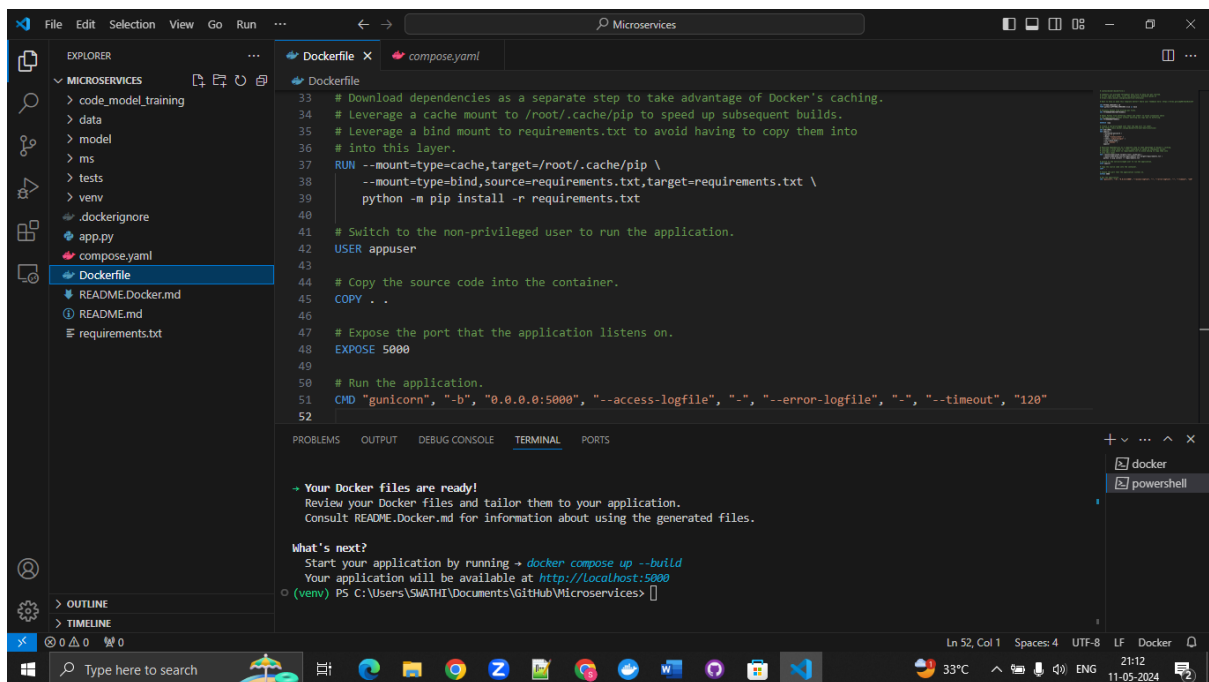 File Edit Selection View Go Run ... Microservices
EXPLORER ...
MICROSERVICES
code_model_training
data
model
ms
tests
venv
.dockerignore
app.py
compose.yaml
Dockerfile
README.Docker.md
README.md
requirements.txt
OUTLINE
TIMELINE
Dockerfile compose.yaml
Dockerfile
33 # Download dependencies as a separate step to take advantage of Docker's caching.
34 # Leverage a cache mount to /root/.cache/pip to speed up subsequent builds.
35 # Leverage a bind mount to requirements.txt to avoid having to copy them into
36 # into this layer.
37 RUN --mount=type=cache,target=/root/.cache/pip \
38 --mount=type=bind,source=requirements.txt,target=requirements.txt \
39 python -m pip install -r requirements.txt
40
41 # Switch to the non-privileged user to run the application.
42 USER appuser
43
44 # Copy the source code into the container.
45 COPY . .
46
47 # Expose the port that the application listens on.
48 EXPOSE 5000
49
50 # Run the application.
51 CMD "gunicorn", "-b", "0.0.0.0:5000", "--access-logfile", "-", "--error-logfile", "-", "--timeout", "120"
52
PROBLEMS OUTPUT DEBUG CONSOLE TERMINAL PORTS
→ Your Docker files are ready!
Review your Docker files and tailor them to your application.
Consult README.Docker.md for information about using the generated files.
What's next?
Start your application by running → docker compose up --build
Your application will be available at http://localhost:5000
(venv) PS C:\Users\SWATHI\Documents\GitHub\Microservices>
docker
powershell
0 0 0 Ln 52, Col 1 Spaces: 4 UTF-8 LF Docker
Type here to search 33°C ENG 21:12
11-05-2024